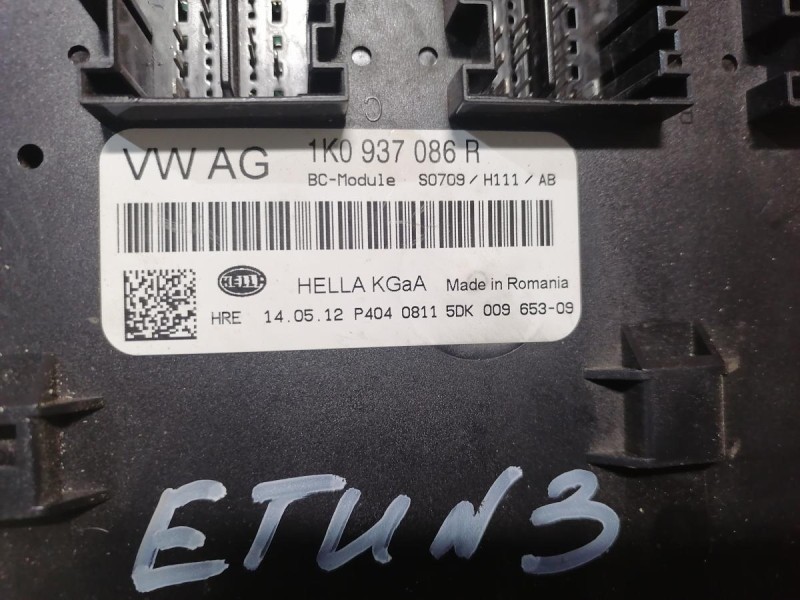 C
B
VW AG 1K0 937 086 R
BC-Module S0709 / H111 / AB
HELLA HELLA KGaA Made in Romania
HRE 14.05.12 P404 0811 5DK 009 653-09
ETUN3